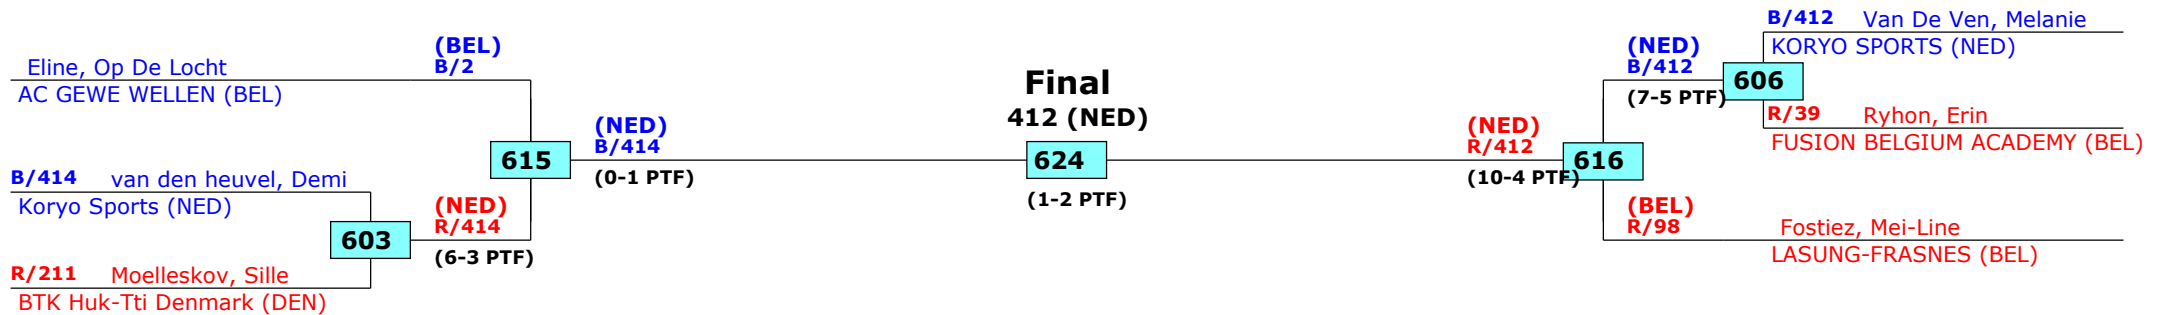 (BEL)
B/2
Eline, Op De Locht
AC GEWE WELLEN (BEL)
615
(NED)
B/414
(0-1 PTF)
B/414 van den heuvel, Demi
Koryo Sports (NED)
603
(NED)
R/414
(6-3 PTF)
R/211 Moelleskov, Sille
BTK Huk-Tti Denmark (DEN)
Final
412 (NED)
624
(1-2 PTF)
B/412 Van De Ven, Melanie
KORYO SPORTS (NED)
(NED)
B/412
(7-5 PTF)
606
R/39 Ryhon, Erin
FUSION BELGIUM ACADEMY (BEL)
(NED)
R/412
(10-4 PTF)
616
(BEL)
R/98
Fostiez, Mei-Line
LASUNG-FRASNES (BEL)